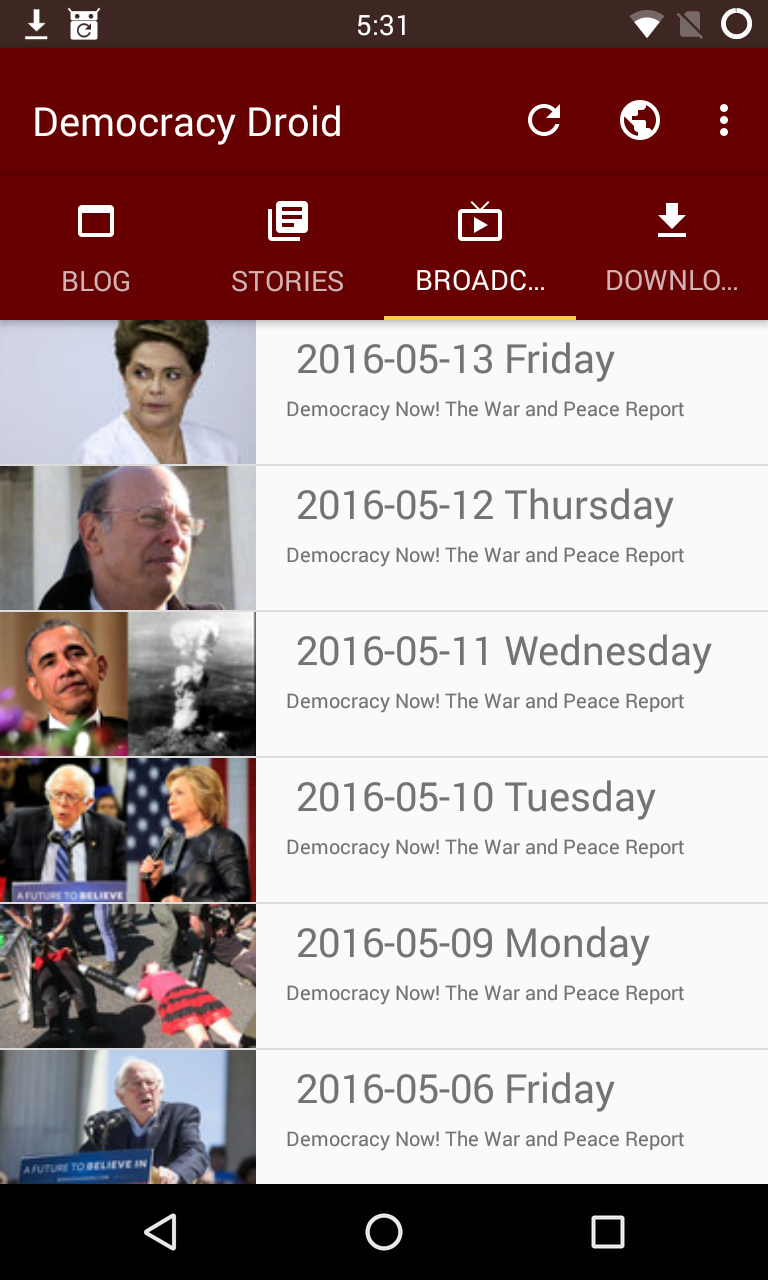 5:31
Democracy Droid
BLOG STORIES BROADC... DOWNLO...
2016-05-13 Friday
Democracy Now! The War and Peace Report
2016-05-12 Thursday
Democracy Now! The War and Peace Report
2016-05-11 Wednesday
Democracy Now! The War and Peace Report
2016-05-10 Tuesday
Democracy Now! The War and Peace Report
A FUTURE TO BELIEVE
2016-05-09 Monday
Democracy Now! The War and Peace Report
2016-05-06 Friday
Democracy Now! The War and Peace Report
A FUTURE TO BELIEVE IN